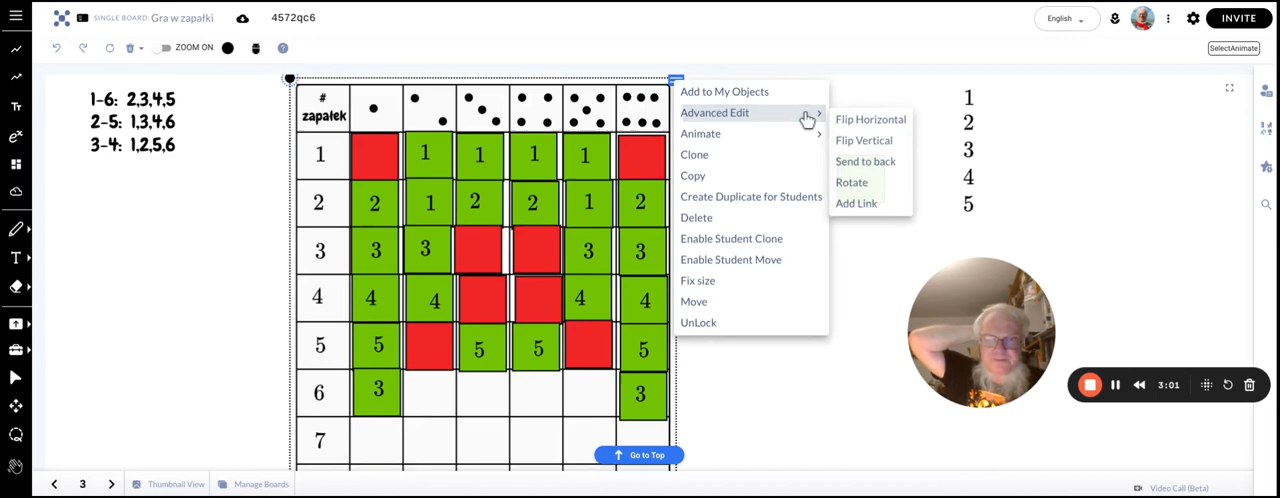 SINGLE BOARD: Gra w zapałki 4572qc6 English INVITE
ZOOM ON SelectAnimate
1-6: 2,3,4,5
2-5: 1,3,4,6
3-4: 1,2,5,6
# zapałek
1 1 1 1 1
2 2 1 2 2 1 2
3 3 3 3 3
4 4 4 4 4
5 5 5 5 5
6 3 3
7
Add to My Objects
Advanced Edit
Animate
Clone
Copy
Create Duplicate for Students
Delete
Enable Student Clone
Enable Student Move
Fix size
Move
UnLock
Flip Horizontal
Flip Vertical
Send to back
Rotate
Add Link
1
2
3
4
5
3:01
Go to Top
3 Thumbnail View Manage Boards Video Call (Beta)